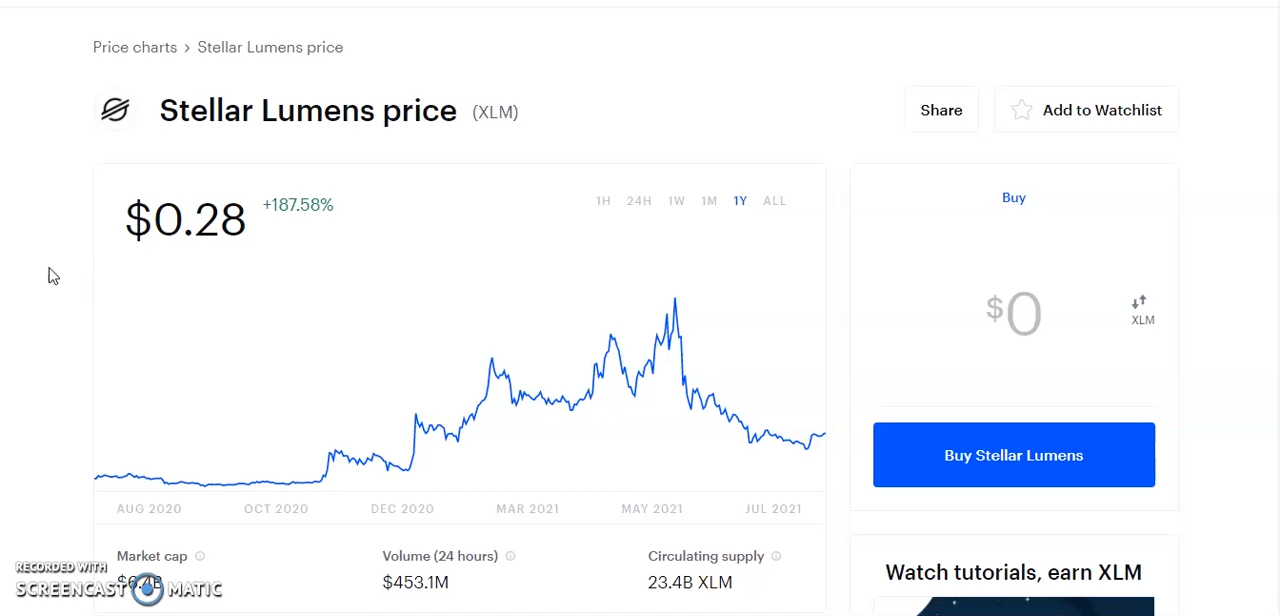 Price charts › Stellar Lumens price
Stellar Lumens price (XLM)
Share
Add to Watchlist
$0.28 +187.58%
1H 24H 1W 1M 1Y ALL
Buy
$0
XLM
Buy Stellar Lumens
AUG 2020 OCT 2020 DEC 2020 MAR 2021 MAY 2021 JUL 2021
Market cap
$6.4B
Volume (24 hours)
$453.1M
Circulating supply
23.4B XLM
Watch tutorials, earn XLM
RECORDED WITH
SCREENCAST MATIC